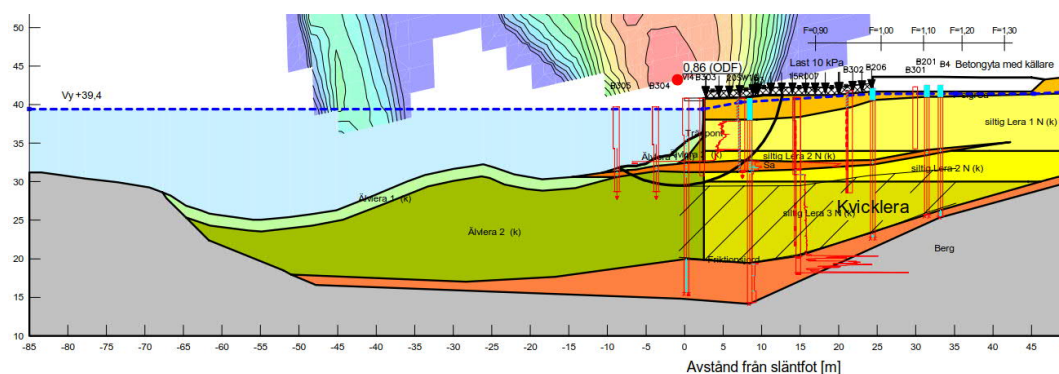 F=0,90 F=1,00 F=1,10 F=1,20 F=1,30
0,86 (ODF)
Last 10 kPa
Vy +39,4
B305 B304 B303 15R007 B302 B206 B301 B201 B4
Betongyta med källare
siltig Lera 1 N (k)
siltig Lera 2 N (k)
Sa
siltig Lera 2 N (k)
Älvlera 1 (k)
Älvlera 2 (k)
siltig Lera 3 N (k)
Kvicklera
Friktionsjord
Berg
50
45
40
35
30
25
20
15
10
-85 -80 -75 -70 -65 -60 -55 -50 -45 -40 -35 -30 -25 -20 -15 -10 -5 0 5 10 15 20 25 30 35 40 45
Avstånd från släntfot [m]